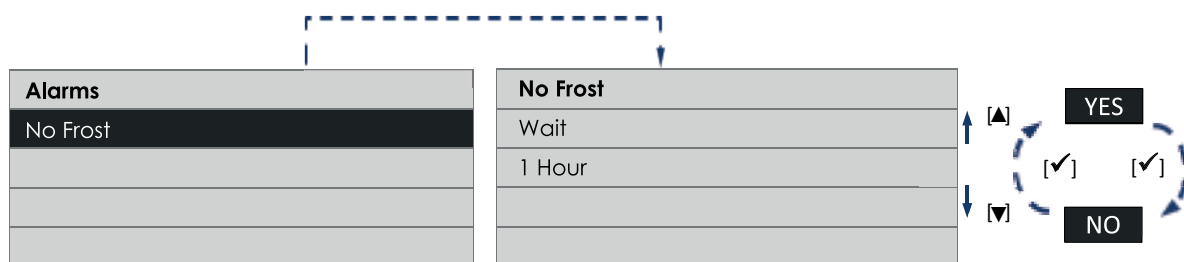 Alarms
No Frost
No Frost
Wait
1 Hour
[▲]
[▼]
YES
[✓] [✓]
NO